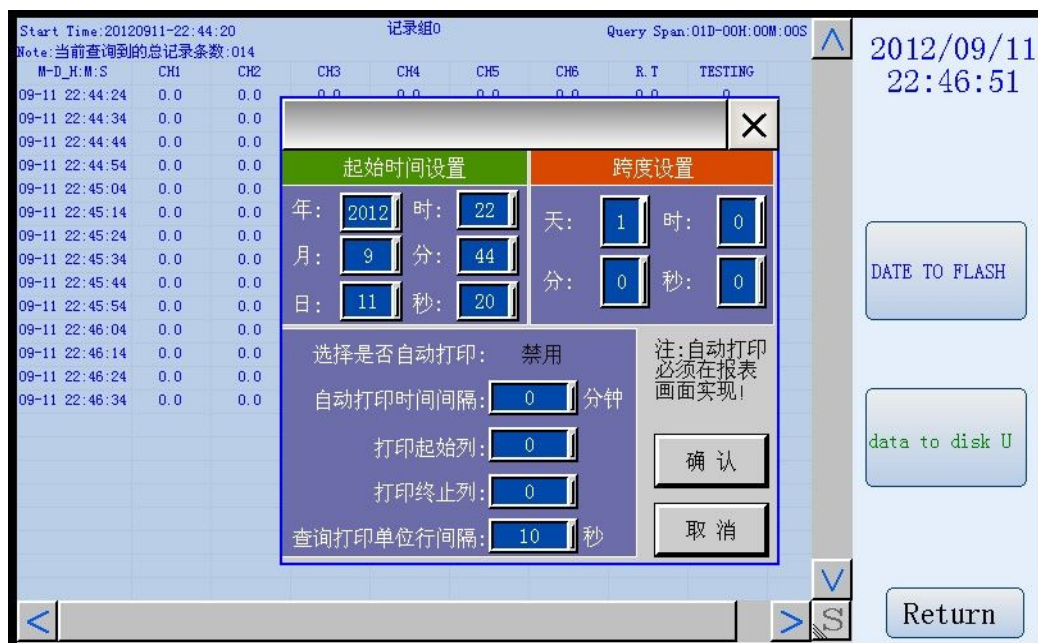 Start Time:20120911-22:44:20 记录组0 Query Span:01D-00H:00M:00S
Note:当前查询到的总记录条数:014
M-D_H:M:S CH1 CH2 CH3 CH4 CH5 CH6 R.T TESTING
09-11 22:44:24 0.0 0.0 0.0 0.0 0.0 0.0 0.0 0
09-11 22:44:34 0.0 0.0
09-11 22:44:44 0.0 0.0
09-11 22:44:54 0.0 0.0
09-11 22:45:04 0.0 0.0
09-11 22:45:14 0.0 0.0
09-11 22:45:24 0.0 0.0
09-11 22:45:34 0.0 0.0
09-11 22:45:44 0.0 0.0
09-11 22:45:54 0.0 0.0
09-11 22:46:04 0.0 0.0
09-11 22:46:14 0.0 0.0
09-11 22:46:24 0.0 0.0
09-11 22:46:34 0.0 0.0
起始时间设置
年: 2012 时: 22
月: 9 分: 44
日: 11 秒: 20
跨度设置
天: 1 时: 0
分: 0 秒: 0
选择是否自动打印: 禁用
自动打印时间间隔: 0 分钟
打印起始列: 0
打印终止列: 0
查询打印单位行间隔: 10 秒
注:自动打印
必须在报表
画面实现!
确 认
取 消
S
2012/09/11
22:46:51
DATE TO FLASH
data to disk U
Return